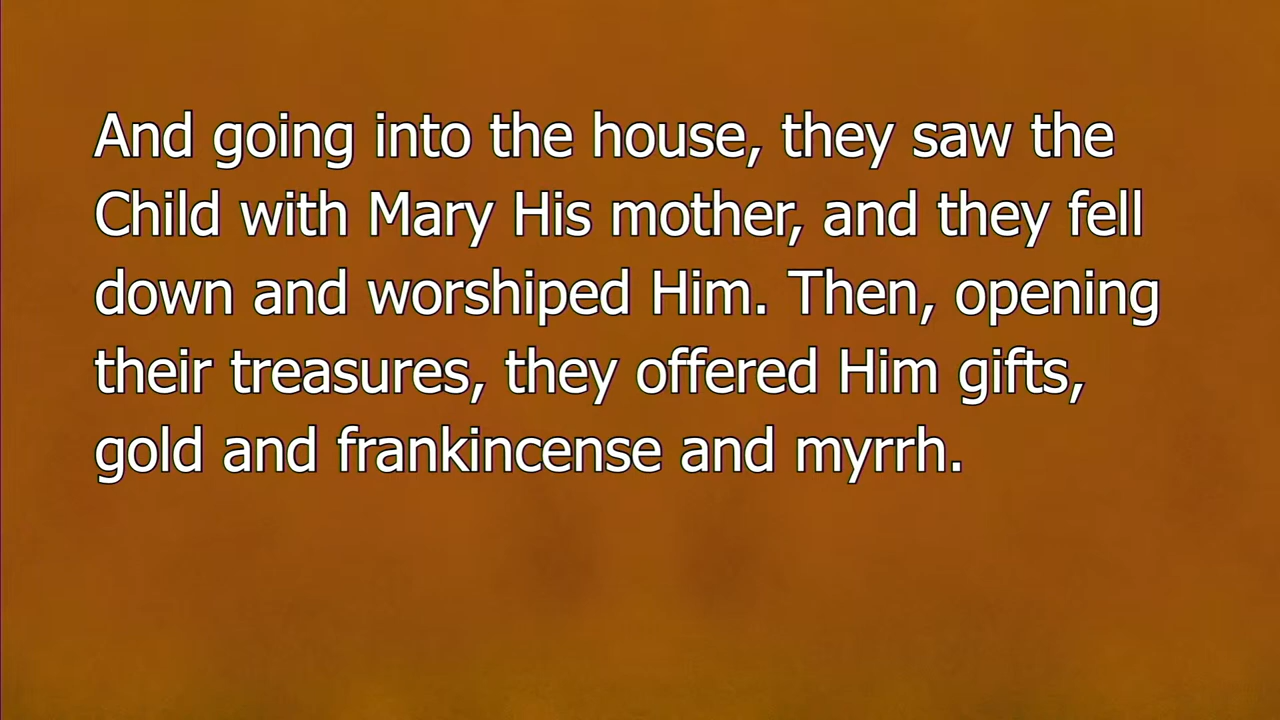 And going into the house, they saw the
Child with Mary His mother, and they fell
down and worshiped Him. Then, opening
their treasures, they offered Him gifts,
gold and frankincense and myrrh.